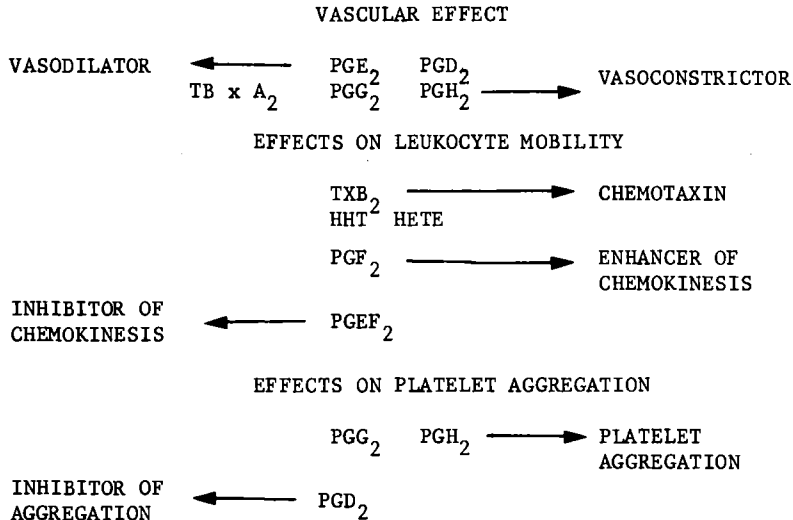 VASCULAR EFFECT
VASODILATOR PGE2 PGD2
VASOCONSTRICTOR
TB x A2 PGG2 PGH2
EFFECTS ON LEUKOCYTE MOBILITY
TXB2 CHEMOTAXIN
HHT HETE
PGF2 ENHANCER OF
CHEMOKINESIS
INHIBITOR OF
CHEMOKINESIS PGEF2
EFFECTS ON PLATELET AGGREGATION
PGG2 PGH2 PLATELET
AGGREGATION
INHIBITOR OF
AGGREGATION PGD2